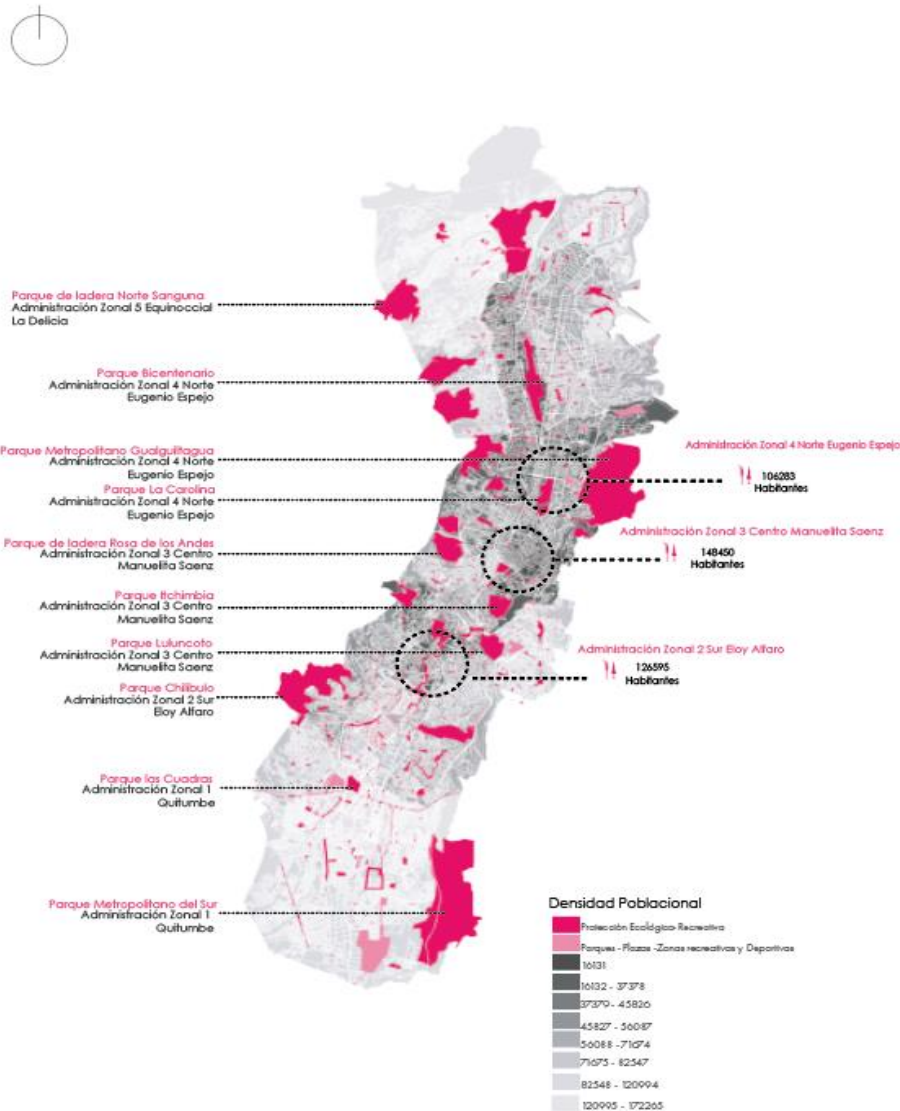 Parque de ladera Norte Sanguna
Administración Zonal 5 Equinoccial
La Delicia
Parque Bicentenario
Administración Zonal 4 Norte
Eugenio Espejo
Parque Metropolitano Gualguiltagua
Administración Zonal 4 Norte
Eugenio Espejo
Parque La Carolina
Administración Zonal 4 Norte
Eugenio Espejo
Parque de ladera Rosa de los Andes
Administración Zonal 3 Centro
Manuelita Saenz
Parque Itchimbia
Administración Zonal 3 Centro
Manuelita Saenz
Parque Luluncoto
Administración Zonal 3 Centro
Manuelita Saenz
Parque Chilibulo
Administración Zonal 2 Sur
Eloy Alfaro
Parque las Cuadras
Administración Zonal 1
Quitumbe
Parque Metropolitano del Sur
Administración Zonal 1
Quitumbe
Administración Zonal 4 Norte Eugenio Espejo
106283
Habitantes
Administración Zonal 3 Centro Manuelita Saenz
148450
Habitantes
Administración Zonal 2 Sur Eloy Alfaro
126595
Habitantes
Densidad Poblacional
Protección Ecológica-Recreativa
Parques - Plazas -Zonas recreativas y Deportivas
16131
16132 - 37378
37379 - 45826
45827 - 56087
56088 - 71674
71675 - 82547
82548 - 120994
120995 - 172265